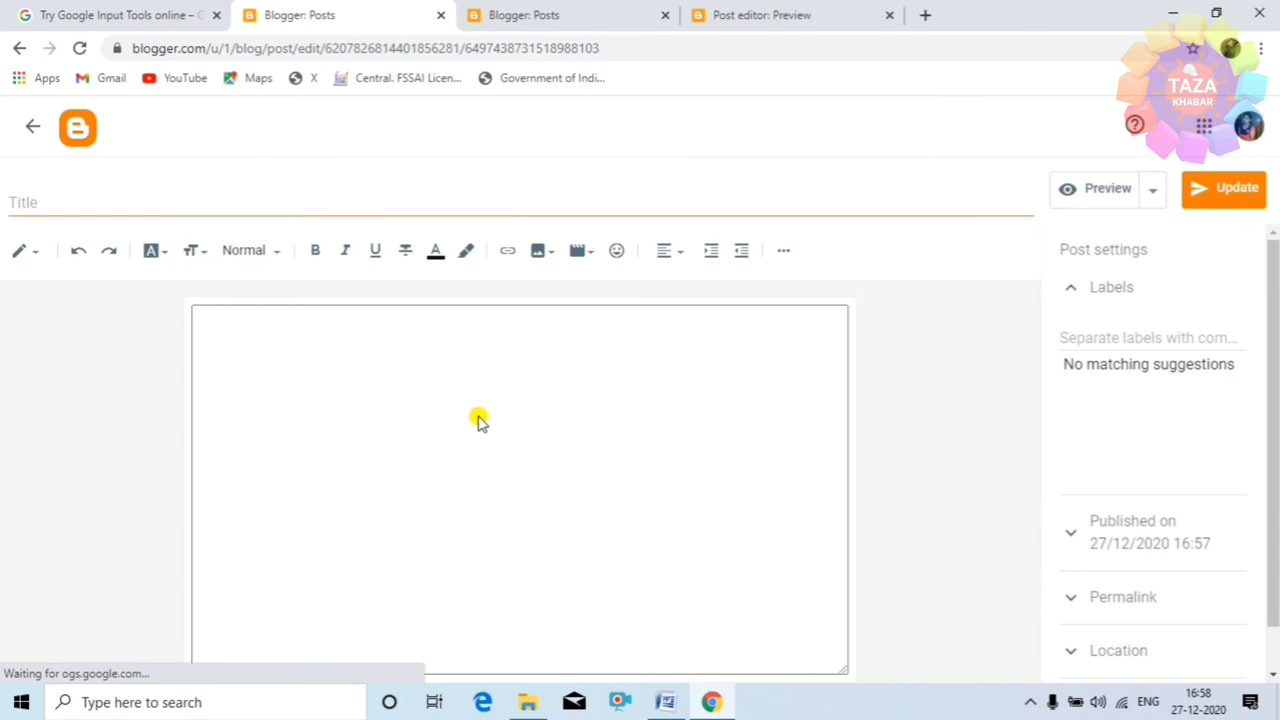 Try Google Input Tools online – G
Blogger: Posts
Blogger: Posts
Post editor: Preview
blogger.com/u/1/blog/post/edit/6207826814401856281/6497438731518988103
Apps
Gmail
YouTube
Maps
X
Central. FSSAI Licen...
Government of Indi...
TAZA
KHABAR
Title
Preview
Update
Normal
B
I
U
A
Post settings
Labels
Separate labels with com...
No matching suggestions
Published on
27/12/2020 16:57
Permalink
Location
Waiting for ogs.google.com...
Type here to search
ENG
16:58
27-12-2020